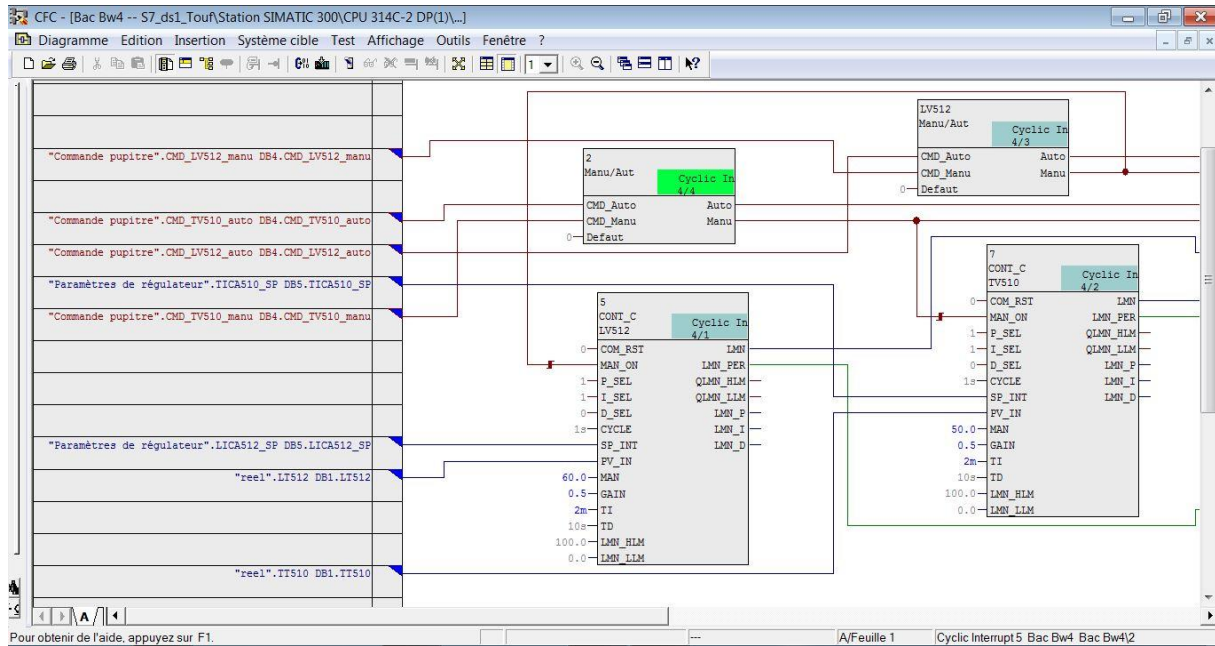 CFC - [Bac Bw4 -- S7_ds1_Touf\Station SIMATIC 300\CPU 314C-2 DP(1)\...]
Diagramme Edition Insertion Système cible Test Affichage Outils Fenêtre ?
1
"Commande pupitre".CMD_LV512_manu DB4.CMD_LV512_manu
"Commande pupitre".CMD_TV510_auto DB4.CMD_TV510_auto
"Commande pupitre".CMD_LV512_auto DB4.CMD_LV512_auto
"Paramètres de régulateur".TICA510_SP DB5.TICA510_SP
"Commande pupitre".CMD_TV510_manu DB4.CMD_TV510_manu
"Paramètres de régulateur".LICA512_SP DB5.LICA512_SP
"reel".LT512 DB1.LT512
"reel".TT510 DB1.TT510
2
Manu/Aut
Cyclic In
4/4
CMD_Auto Auto
CMD_Manu Manu
0 Defaut
LV512
Manu/Aut
Cyclic In
4/3
CMD_Auto Auto
CMD_Manu Manu
0 Defaut
5
CONT_C
LV512
Cyclic In
4/1
0 COM_RST LMN
MAN_ON LMN_PER
1 P_SEL QLMN_HLM
1 I_SEL QLMN_LLM
0 D_SEL LMN_P
1s CYCLE LMN_I
SP_INT LMN_D
PV_IN
60.0 MAN
0.5 GAIN
2m TI
10s TD
100.0 LMN_HLM
0.0 LMN_LLM
7
CONT_C
TV510
Cyclic In
4/2
0 COM_RST LMN
MAN_ON LMN_PER
1 P_SEL QLMN_HLM
1 I_SEL QLMN_LLM
0 D_SEL LMN_P
1s CYCLE LMN_I
SP_INT LMN_D
PV_IN
50.0 MAN
0.5 GAIN
2m TI
10s TD
100.0 LMN_HLM
0.0 LMN_LLM
A
Pour obtenir de l'aide, appuyez sur F1.
---
A/Feuille 1
Cyclic Interrupt 5 Bac Bw4 Bac Bw4\2